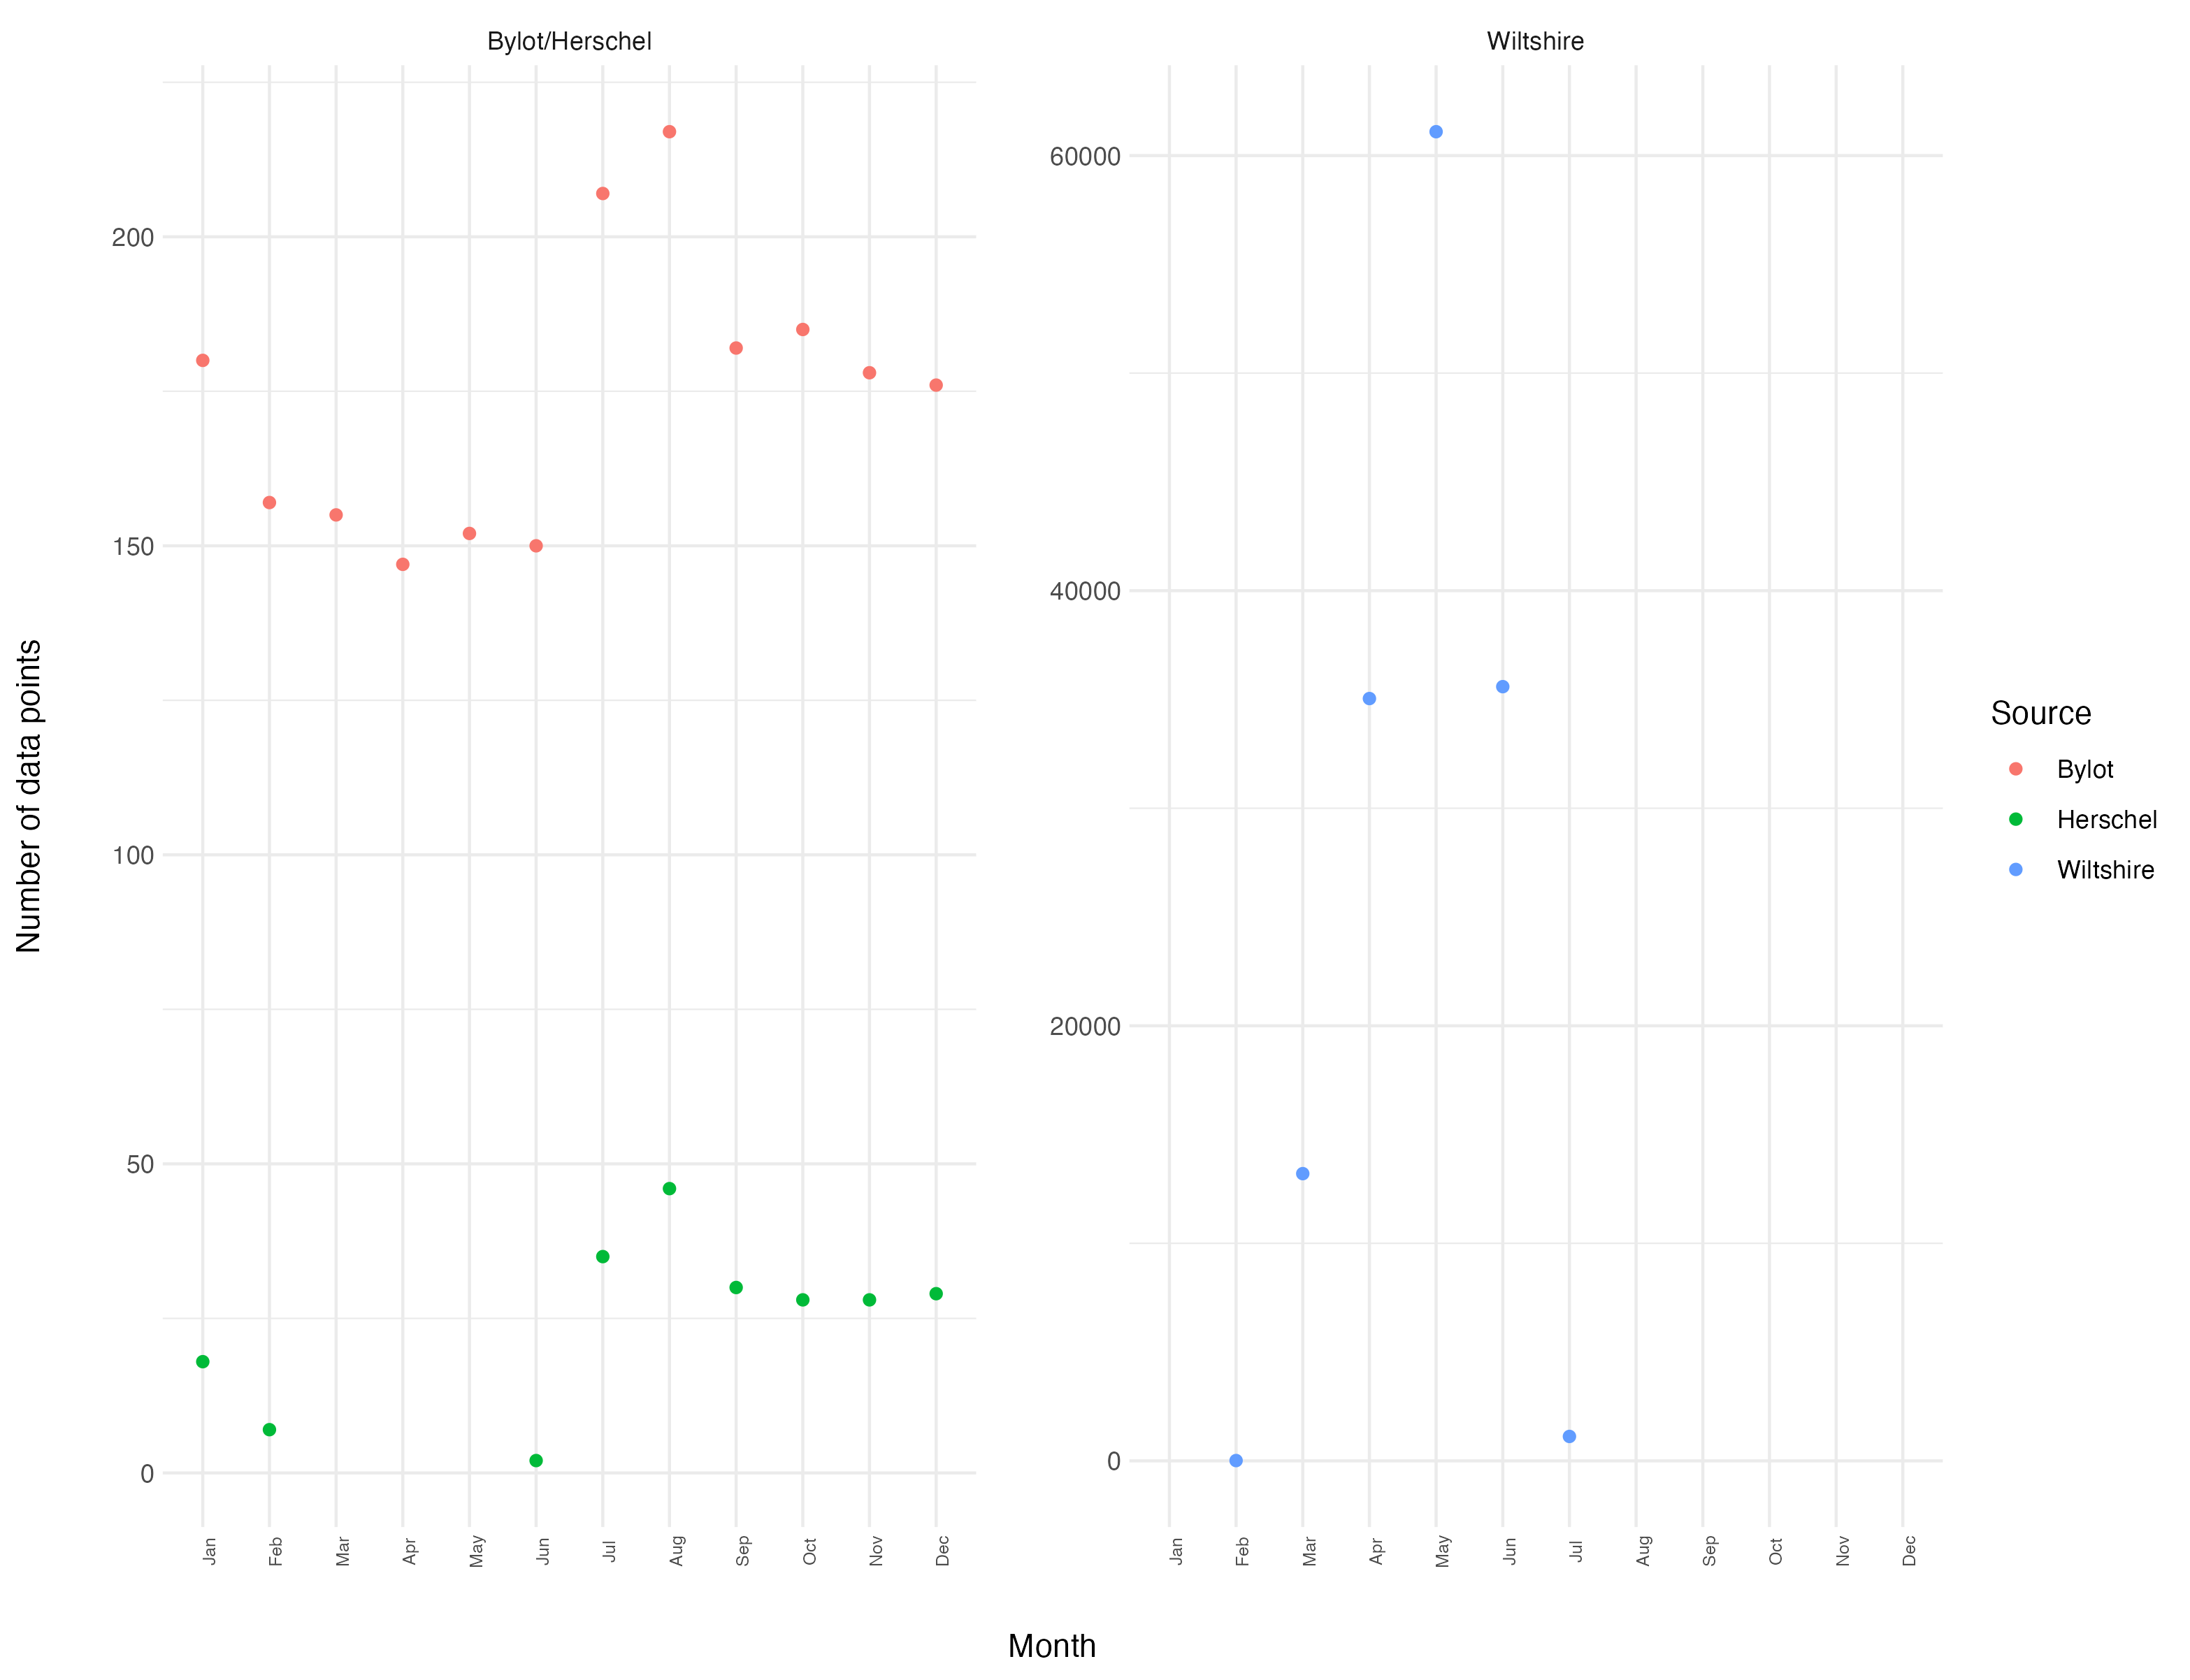 Bylot/Herschel
Wiltshire
Number of data points
200
150
100
50
0
Jan
Feb
Mar
Apr
May
Jun
Jul
Aug
Sep
Oct
Nov
Dec
60000
40000
20000
0
Jan
Feb
Mar
Apr
May
Jun
Jul
Aug
Sep
Oct
Nov
Dec
Month
Source
Bylot
Herschel
Wiltshire